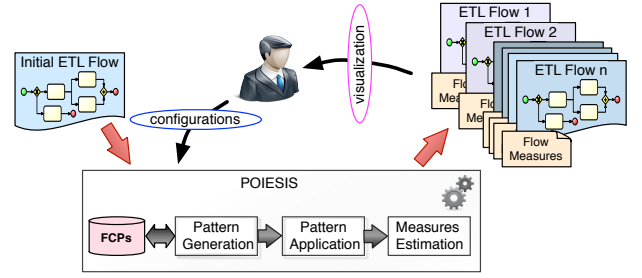 ETL Flow 1
ETL Flow 2
ETL Flow n
Initial ETL Flow
visualization
Flow
Measures
configurations
POIESIS
FCPs
Pattern
Generation
Pattern
Application
Measures
Estimation